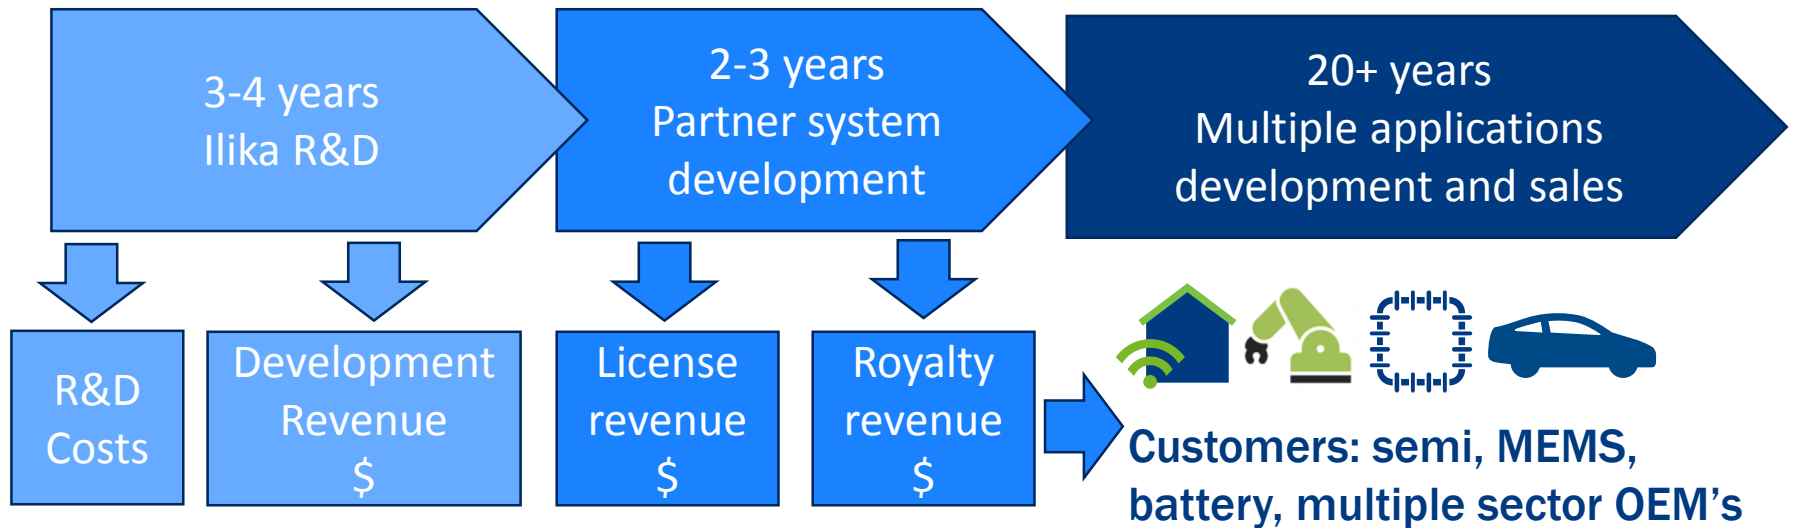 3-4 years
Ilika R&D
2-3 years
Partner system
development
20+ years
Multiple applications
development and sales
R&D
Costs
Development
Revenue
$
License
revenue
$
Royalty
revenue
$
Customers: semi, MEMS,
battery, multiple sector OEM's